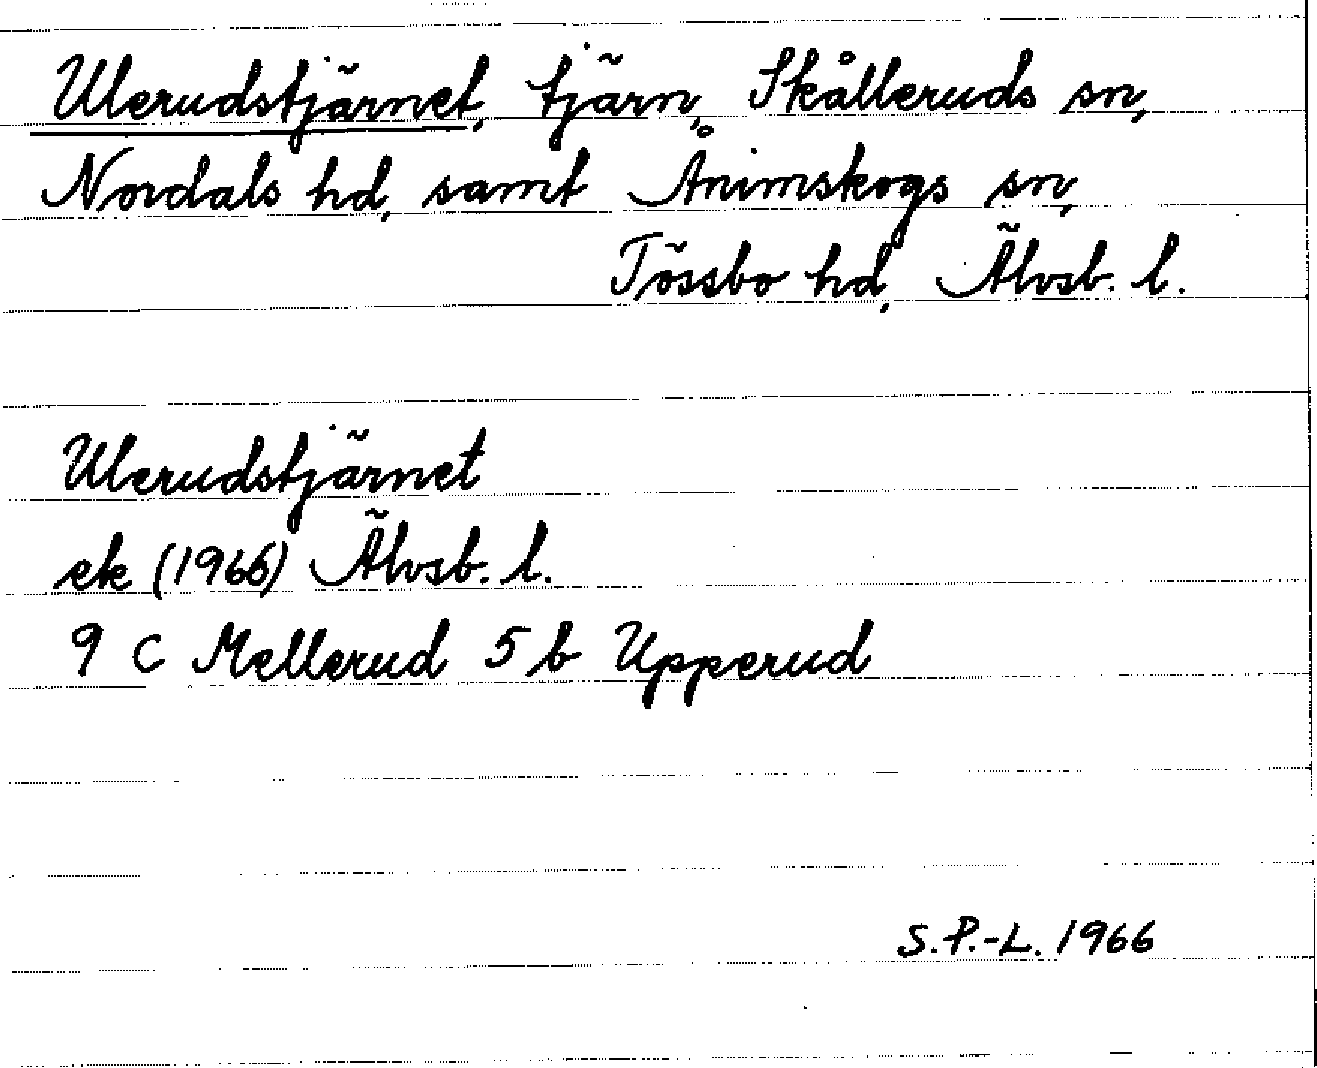 Ulerudstjärnet, tjärn, Skålleruds sn,
Nordals hd, samt Ånimskogs sn,
Tössbo hd, Älvsb. l.
Ulerudstjärnet
ek (1966) Älvsb. l.
9 C Mellerud 5 b Upperud
S.P.-L. 1966